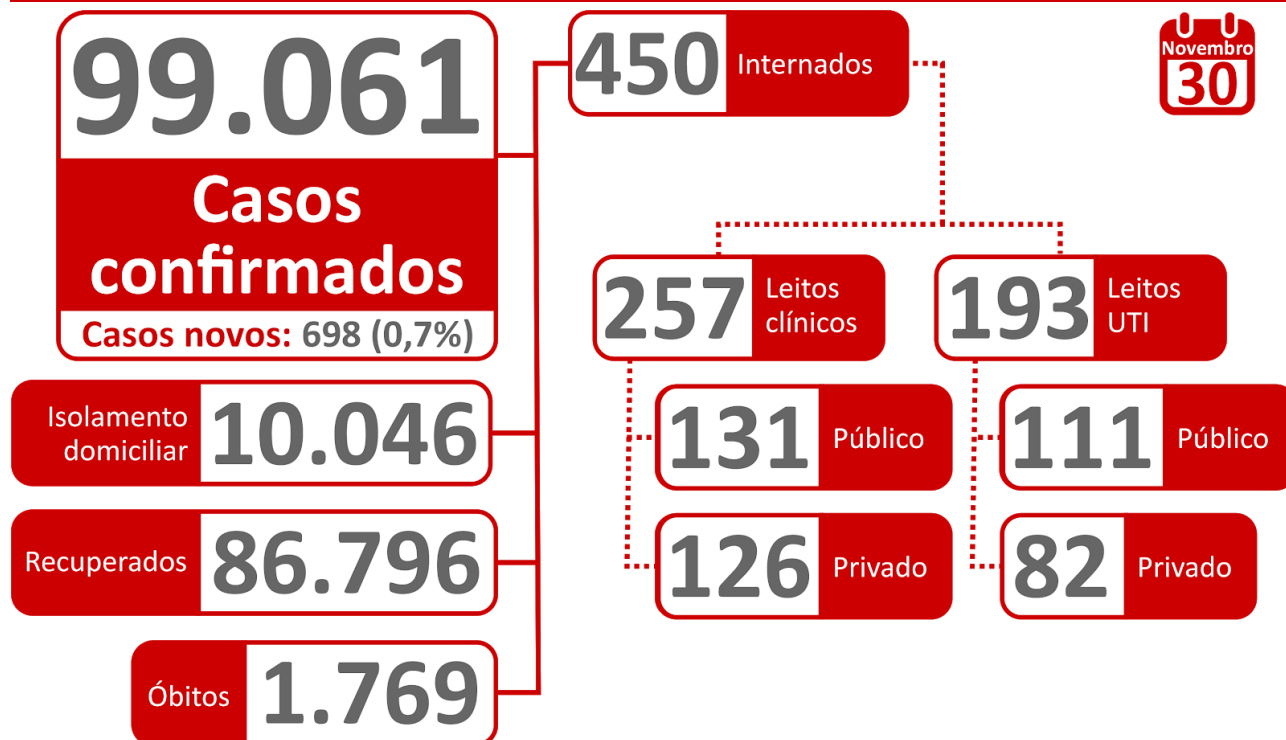 99.061
Casos
confirmados
Casos novos: 698 (0,7%)
450 Internados
Novembro
30
257 Leitos
clínicos
193 Leitos
UTI
Isolamento
domiciliar
10.046
131 Público
111 Público
Recuperados 86.796
126 Privado
82 Privado
Óbitos 1.769